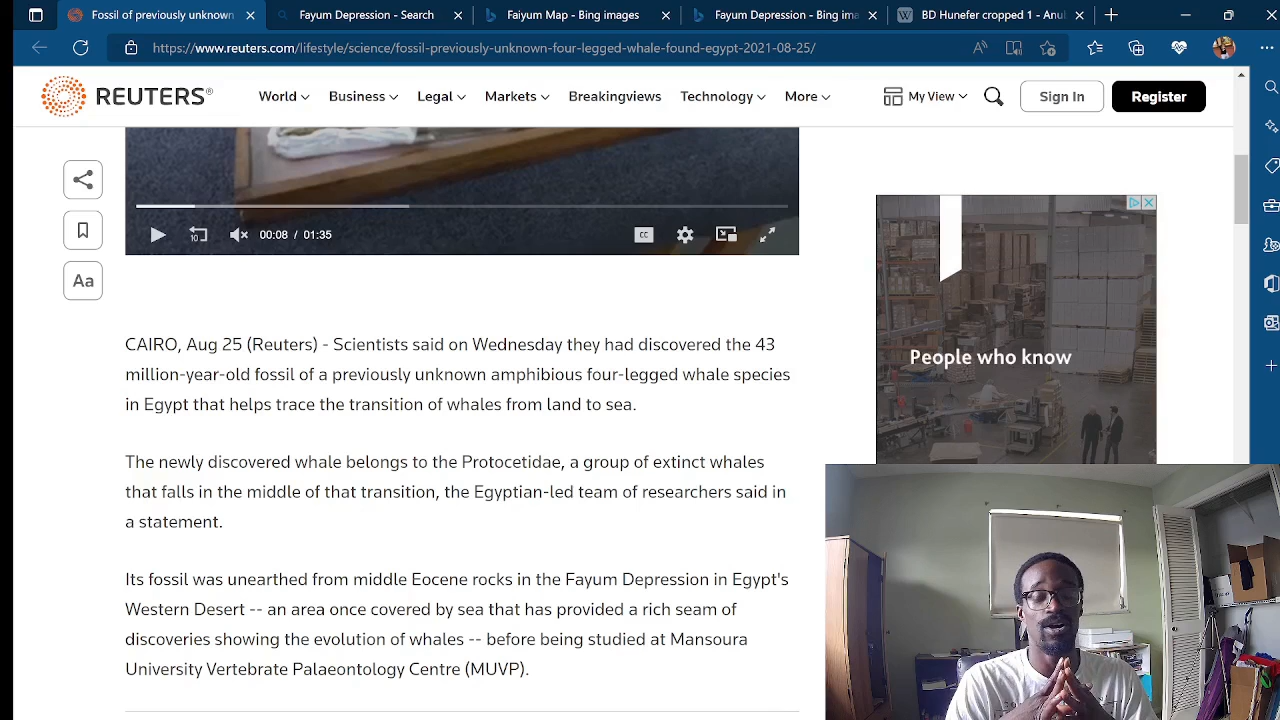 Fossil of previously unknown
Fayum Depression - Search
Faiyum Map - Bing images
Fayum Depression - Bing ima
BD Hunefer cropped 1 - Anu
https://www.reuters.com/lifestyle/science/fossil-previously-unknown-four-legged-whale-found-egypt-2021-08-25/
REUTERS®
World
Business
Legal
Markets
Breakingviews
Technology
More
My View
Sign In
Register
10
00:08 / 01:35
CC
Aa
People who know
CAIRO, Aug 25 (Reuters) - Scientists said on Wednesday they had discovered the 43
million-year-old fossil of a previously unknown amphibious four-legged whale species
in Egypt that helps trace the transition of whales from land to sea.
The newly discovered whale belongs to the Protocetidae, a group of extinct whales
that falls in the middle of that transition, the Egyptian-led team of researchers said in
a statement.
Its fossil was unearthed from middle Eocene rocks in the Fayum Depression in Egypt's
Western Desert -- an area once covered by sea that has provided a rich seam of
discoveries showing the evolution of whales -- before being studied at Mansoura
University Vertebrate Palaeontology Centre (MUVP).